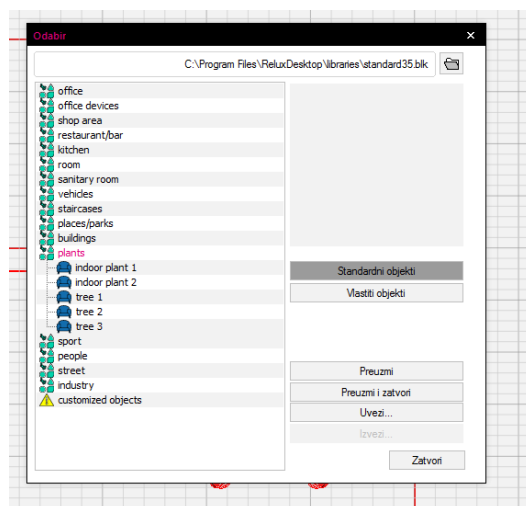 Odabir
C:\Program Files\ReluxDesktop\libraries\standard35.blk
office
office devices
shop area
restaurant/bar
kitchen
room
sanitary room
vehicles
staircases
places/parks
buildings
plants
indoor plant 1
indoor plant 2
tree 1
tree 2
tree 3
sport
people
street
industry
customized objects
Standardni objekti
Vlastiti objekti
Preuzmi
Preuzmi i zatvori
Uvezi...
Izvezi...
Zatvori